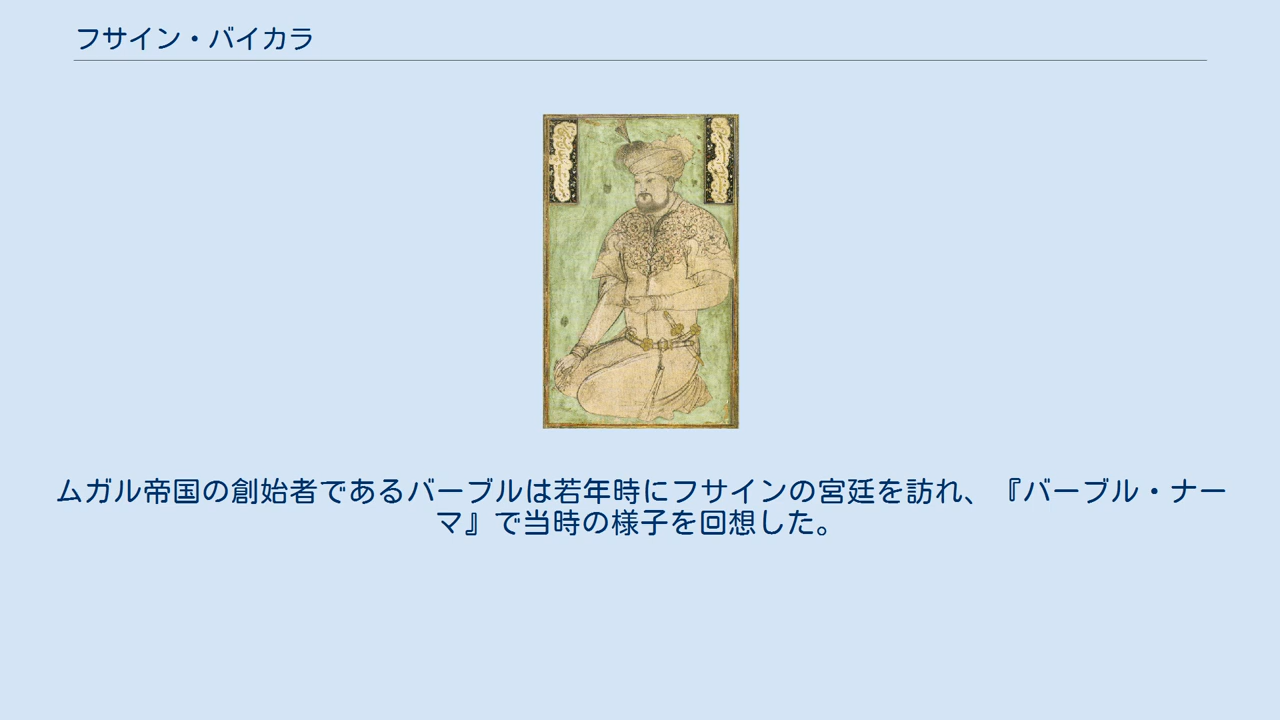 フサイン・バイカラ
ムガル帝国の創始者であるバーブルは若年時にフサインの宮廷を訪れ、『バーブル・ナー
マ』で当時の様子を回想した。